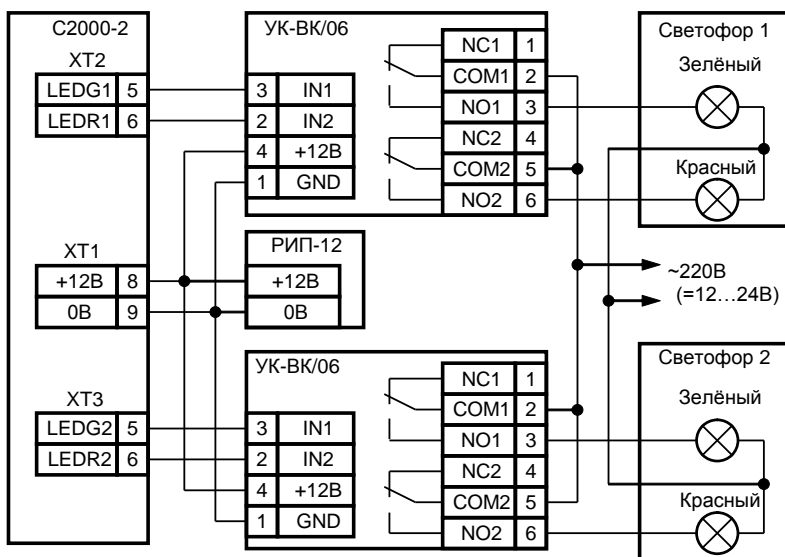 С2000-2
УК-ВК/06
Светофор 1
ХТ2
LEDG1 5
LEDR1 6
3 IN1
2 IN2
4 +12В
1 GND
NC1 1
COM1 2
NO1 3
NC2 4
COM2 5
NO2 6
Зелёный
Красный
ХТ1
+12В 8
0В 9
РИП-12
+12В
0В
~220В
(=12...24В)
УК-ВК/06
Светофор 2
ХТ3
LEDG2 5
LEDR2 6
3 IN1
2 IN2
4 +12В
1 GND
NC1 1
COM1 2
NO1 3
NC2 4
COM2 5
NO2 6
Зелёный
Красный